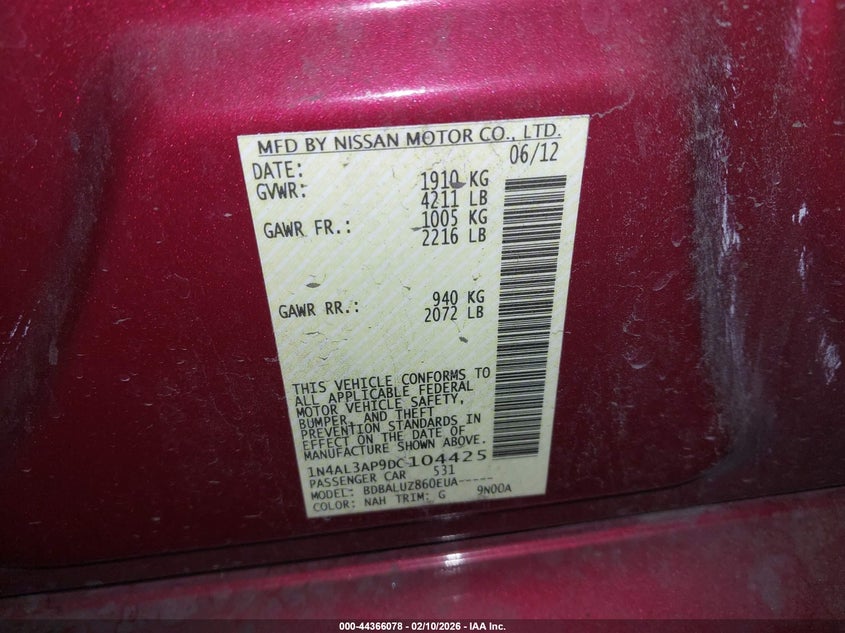 MFD BY NISSAN MOTOR CO., LTD.
DATE: 06/12
GVWR: 1910 KG
4211 LB
GAWR FR.: 1005 KG
2216 LB
GAWR RR.: 940 KG
2072 LB
THIS VEHICLE CONFORMS TO
ALL APPLICABLE FEDERAL
MOTOR VEHICLE SAFETY,
BUMPER, AND THEFT
PREVENTION STANDARDS IN
EFFECT ON THE DATE OF
MANUFACTURE SHOWN ABOVE.
1N4AL3AP9DC104425
PASSENGER CAR 531
MODEL: BDBALUZ860EUA-----
COLOR: NAH TRIM: G 9N00A
000-44366078 - 02/10/2026 - IAA Inc.